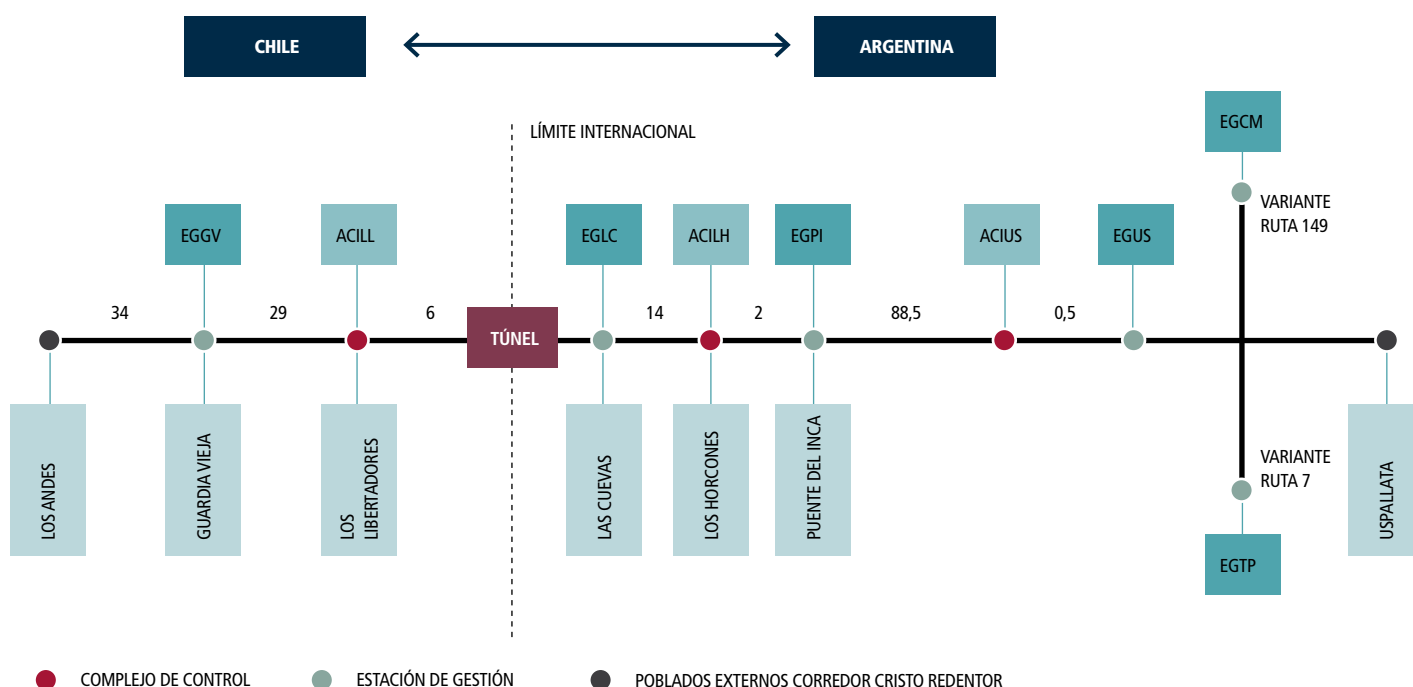 CHILE
ARGENTINA
LÍMITE INTERNACIONAL
EGCM
VARIANTE
RUTA 149
EGGV
ACILL
EGLC
ACILH
EGPI
ACIUS
EGUS
34
29
6
14
2
88,5
0,5
TÚNEL
LOS ANDES
GUARDIA VIEJA
LOS
LIBERTADORES
LAS CUEVAS
LOS HORCONES
PUENTE DEL INCA
VARIANTE
RUTA 7
USPALLATA
EGTP
COMPLEJO DE CONTROL
ESTACIÓN DE GESTIÓN
POBLADOS EXTERNOS CORREDOR CRISTO REDENTOR